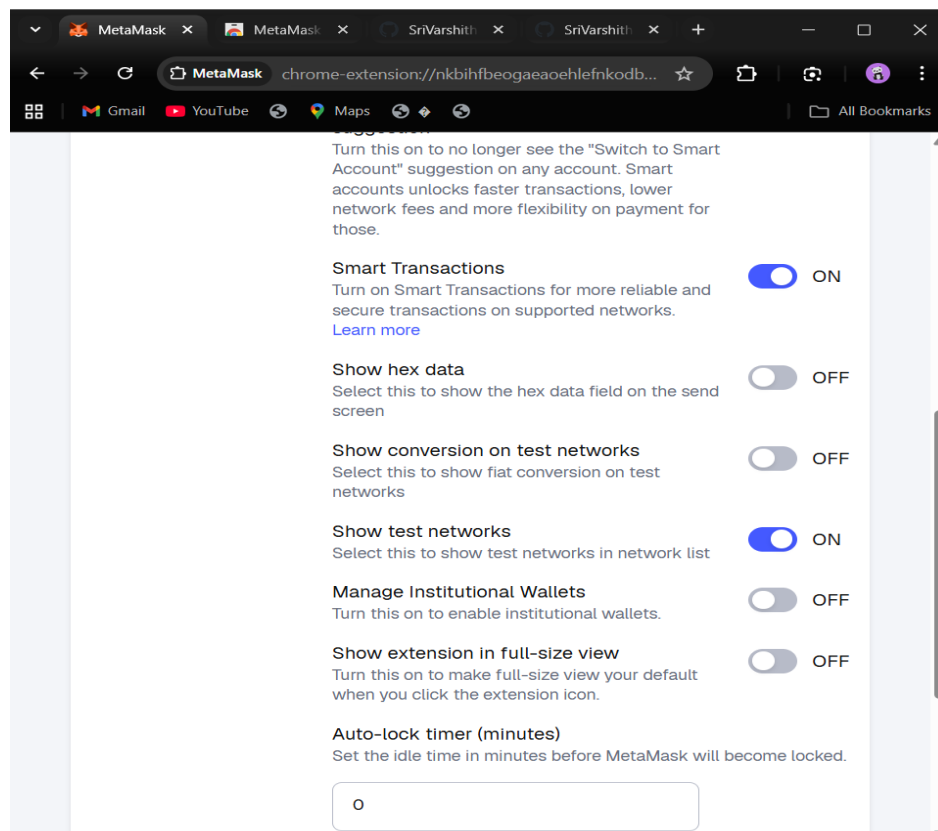 MetaMask
MetaMask
SriVarshith
SriVarshith
MetaMask chrome-extension://nkbihfbeogaeaoehlefnkodb...
Gmail
YouTube
Maps
All Bookmarks
suggestion
Turn this on to no longer see the "Switch to Smart
Account" suggestion on any account. Smart
accounts unlocks faster transactions, lower
network fees and more flexibility on payment for
those.
Smart Transactions
ON
Turn on Smart Transactions for more reliable and
secure transactions on supported networks.
Learn more
Show hex data
OFF
Select this to show the hex data field on the send
screen
Show conversion on test networks
OFF
Select this to show fiat conversion on test
networks
Show test networks
ON
Select this to show test networks in network list
Manage Institutional Wallets
OFF
Turn this on to enable institutional wallets.
Show extension in full-size view
OFF
Turn this on to make full-size view your default
when you click the extension icon.
Auto-lock timer (minutes)
Set the idle time in minutes before MetaMask will become locked.
0